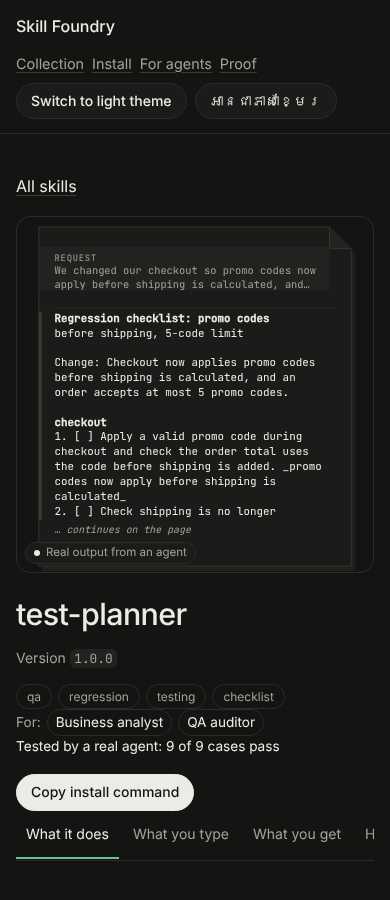 Skill Foundry
Collection Install For agents Proof
Switch to light theme អានជាភាសាខ្មែរ
All skills
REQUEST
We changed our checkout so promo codes now
apply before shipping is calculated, and…
Regression checklist: promo codes
before shipping, 5-code limit
Change: Checkout now applies promo codes
before shipping is calculated, and an
order accepts at most 5 promo codes.
checkout
1. [ ] Apply a valid promo code during
checkout and check the order total uses
the code before shipping is added. _promo
codes now apply before shipping is
calculated_
2. [ ] Check shipping is no longer
… continues on the page
Real output from an agent
test-planner
Version 1.0.0
qa regression testing checklist
For: Business analyst QA auditor
Tested by a real agent: 9 of 9 cases pass
Copy install command
What it does What you type What you get H